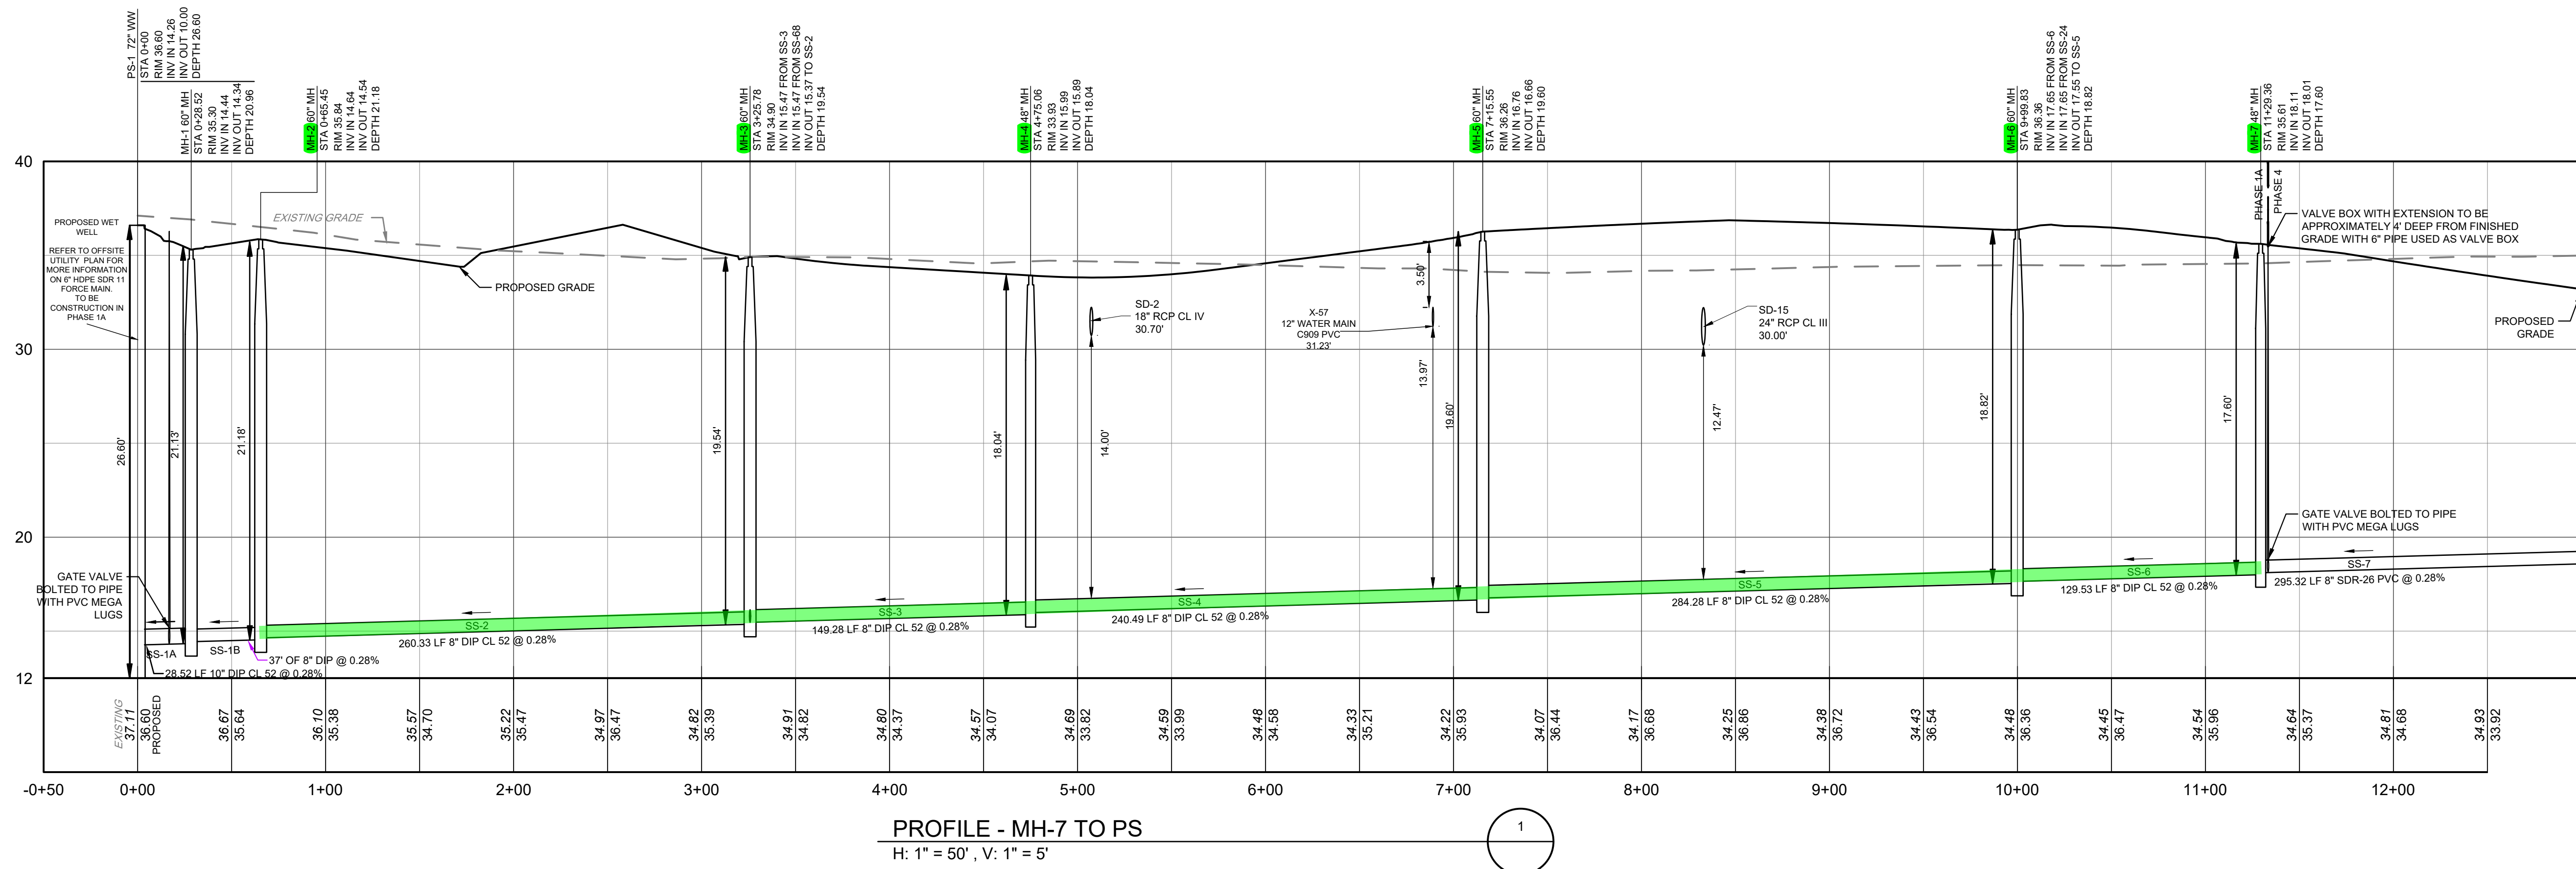 PS-1 72" WW
STA 0+00
RIM 36.60
INV IN 14.26
INV OUT 10.00
DEPTH 26.60
MH-1 60" MH
STA 0+28.52
RIM 35.30
INV IN 14.44
INV OUT 14.34
DEPTH 20.96
MH-2 60" MH
STA 0+65.45
RIM 35.84
INV IN 14.64
INV OUT 14.54
DEPTH 21.18
MH-3 60" MH
STA 3+25.78
RIM 34.90
INV IN 15.47 FROM SS-3
INV IN 15.47 FROM SS-68
INV OUT 15.37 TO SS-2
DEPTH 19.54
MH-4 48" MH
STA 4+75.06
RIM 33.93
INV IN 15.99
INV OUT 15.89
DEPTH 18.04
MH-5 60" MH
STA 7+15.55
RIM 36.26
INV IN 16.76
INV OUT 16.66
DEPTH 19.60
MH-6 60" MH
STA 9+99.83
RIM 36.36
INV IN 17.65 FROM SS-6
INV IN 17.65 FROM SS-24
INV OUT 17.55 TO SS-5
DEPTH 18.82
MH-7 48" MH
STA 11+29.36
RIM 35.61
INV IN 18.11
INV OUT 18.01
DEPTH 17.60
40
30
20
12
PROPOSED WET
WELL
REFER TO OFFSITE
UTILITY PLAN FOR
MORE INFORMATION
ON 6" HDPE SDR 11
FORCE MAIN.
TO BE
CONSTRUCTION IN
PHASE 1A
EXISTING GRADE
PROPOSED GRADE
SD-2
18" RCP CL IV
30.70'
X-57
12" WATER MAIN
C909 PVC
31.23'
3.50'
SD-15
24" RCP CL III
30.00'
PHASE 1A
PHASE 4
VALVE BOX WITH EXTENSION TO BE
APPROXIMATELY 4' DEEP FROM FINISHED
GRADE WITH 6" PIPE USED AS VALVE BOX
PROPOSED
GRADE
26.60'
21.13'
21.18'
19.54'
18.04'
14.00'
13.97'
19.60'
12.47'
18.82'
17.60'
GATE VALVE BOLTED TO PIPE
WITH PVC MEGA LUGS
GATE VALVE
BOLTED TO PIPE
WITH PVC MEGA
LUGS
SS-1A
SS-1B
37' OF 8" DIP @ 0.28%
28.52 LF 10" DIP CL 52 @ 0.28%
SS-2
260.33 LF 8" DIP CL 52 @ 0.28%
SS-3
149.28 LF 8" DIP CL 52 @ 0.28%
SS-4
240.49 LF 8" DIP CL 52 @ 0.28%
SS-5
284.28 LF 8" DIP CL 52 @ 0.28%
SS-6
129.53 LF 8" DIP CL 52 @ 0.28%
SS-7
295.32 LF 8" SDR-26 PVC @ 0.28%
EXISTING
37.11
36.60
PROPOSED
36.67
35.64
36.10
35.38
35.57
34.70
35.22
35.47
34.97
36.47
34.82
35.39
34.91
34.82
34.80
34.37
34.57
34.07
34.69
33.82
34.59
33.99
34.48
34.58
34.33
35.21
34.22
35.93
34.07
36.44
34.17
36.68
34.25
36.86
34.38
36.72
34.43
36.54
34.48
36.36
34.45
36.47
34.54
35.96
34.64
35.37
34.81
34.68
34.93
33.92
-0+50
0+00
1+00
2+00
3+00
4+00
5+00
6+00
7+00
8+00
9+00
10+00
11+00
12+00
PROFILE - MH-7 TO PS
H: 1" = 50' , V: 1" = 5'
1